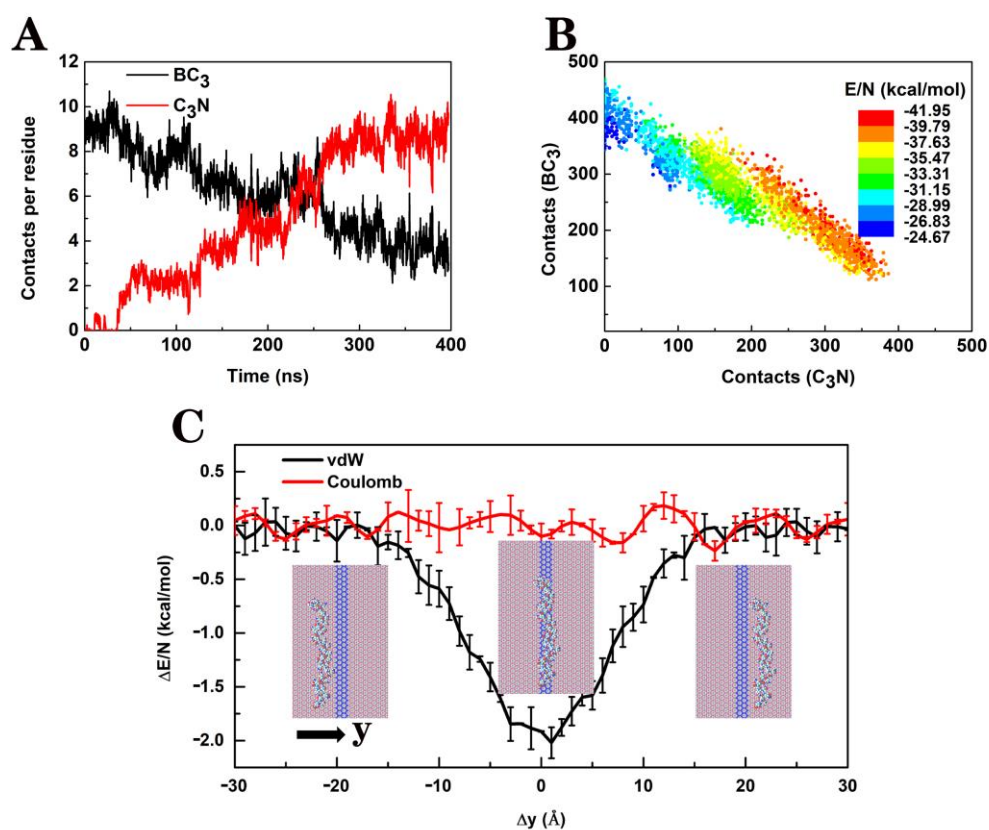 A
BC3
C3N
Contacts per residue
12
10
8
6
4
2
0
0 100 200 300 400
Time (ns)
B
E/N (kcal/mol)
-41.95
-39.79
-37.63
-35.47
-33.31
-31.15
-28.99
-26.83
-24.67
Contacts (BC3)
500
400
300
200
100
0 100 200 300 400 500
Contacts (C3N)
C
vdW
Coulomb
ΔE/N (kcal/mol)
0.5
0.0
−0.5
−1.0
−1.5
−2.0
y
−30 −20 −10 0 10 20 30
Δy (Å)